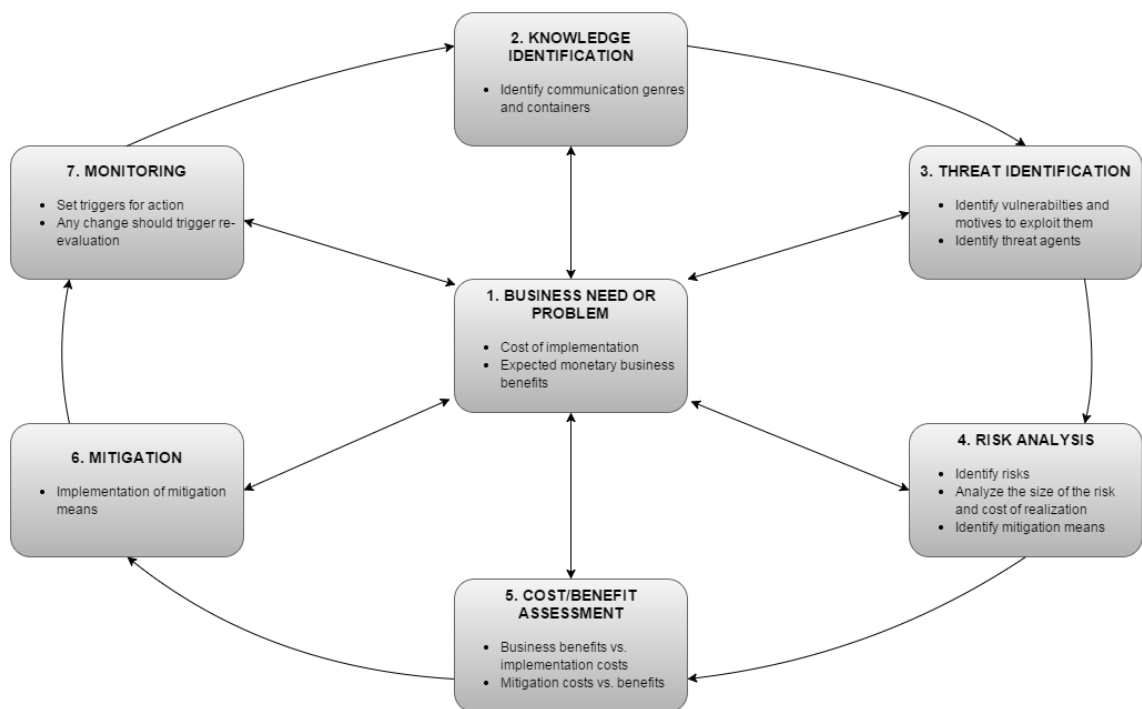 2. KNOWLEDGE
IDENTIFICATION
• Identify communication genres
and containers
7. MONITORING
• Set triggers for action
• Any change should trigger re-
evaluation
3. THREAT IDENTIFICATION
• Identify vulnerabilties and
motives to exploit them
• Identify threat agents
1. BUSINESS NEED OR
PROBLEM
• Cost of implementation
• Expected monetary business
benefits
6. MITIGATION
• Implementation of mitigation
means
4. RISK ANALYSIS
• Identify risks
• Analyze the size of the risk
and cost of realization
• Identify mitigation means
5. COST/BENEFIT
ASSESSMENT
• Business benefits vs.
implementation costs
• Mitigation costs vs. benefits